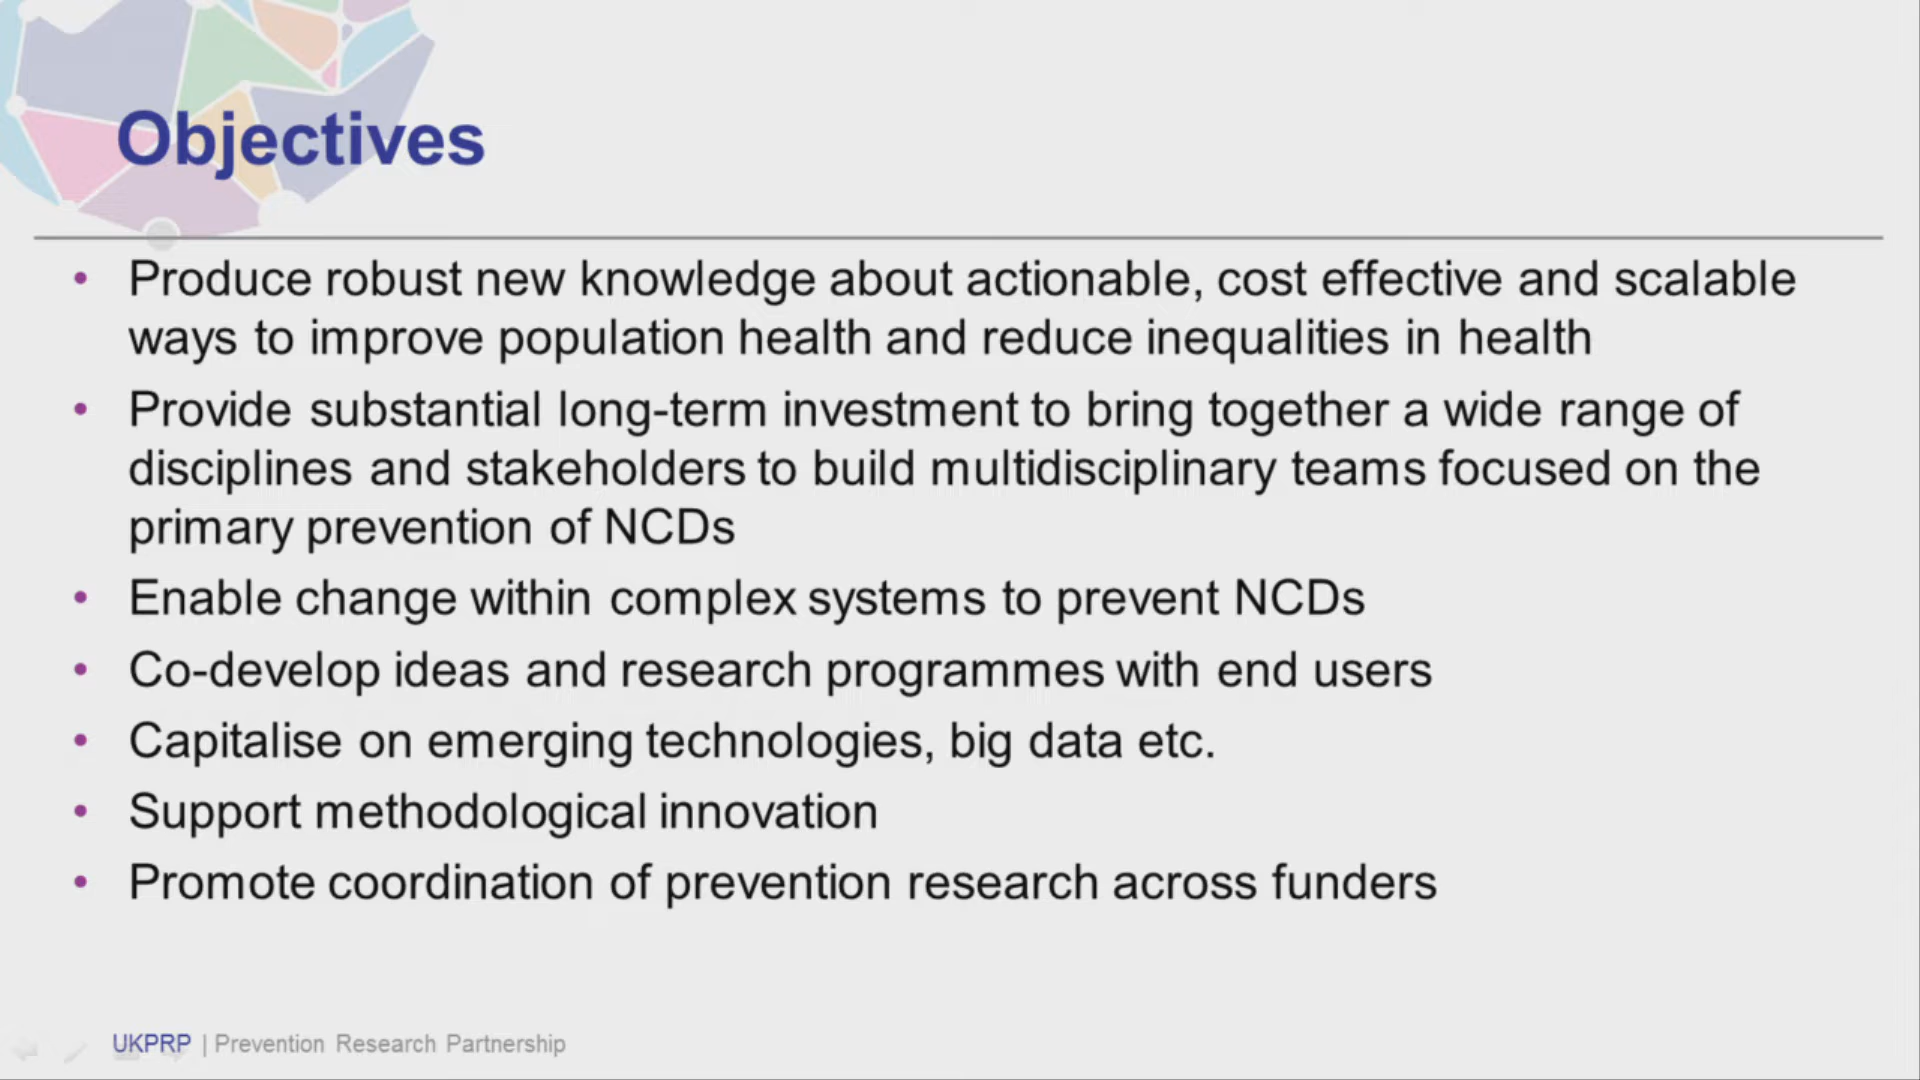 Objectives
• Produce robust new knowledge about actionable, cost effective and scalable
ways to improve population health and reduce inequalities in health
• Provide substantial long-term investment to bring together a wide range of
disciplines and stakeholders to build multidisciplinary teams focused on the
primary prevention of NCDs
• Enable change within complex systems to prevent NCDs
• Co-develop ideas and research programmes with end users
• Capitalise on emerging technologies, big data etc.
• Support methodological innovation
• Promote coordination of prevention research across funders
UKPRP | Prevention Research Partnership